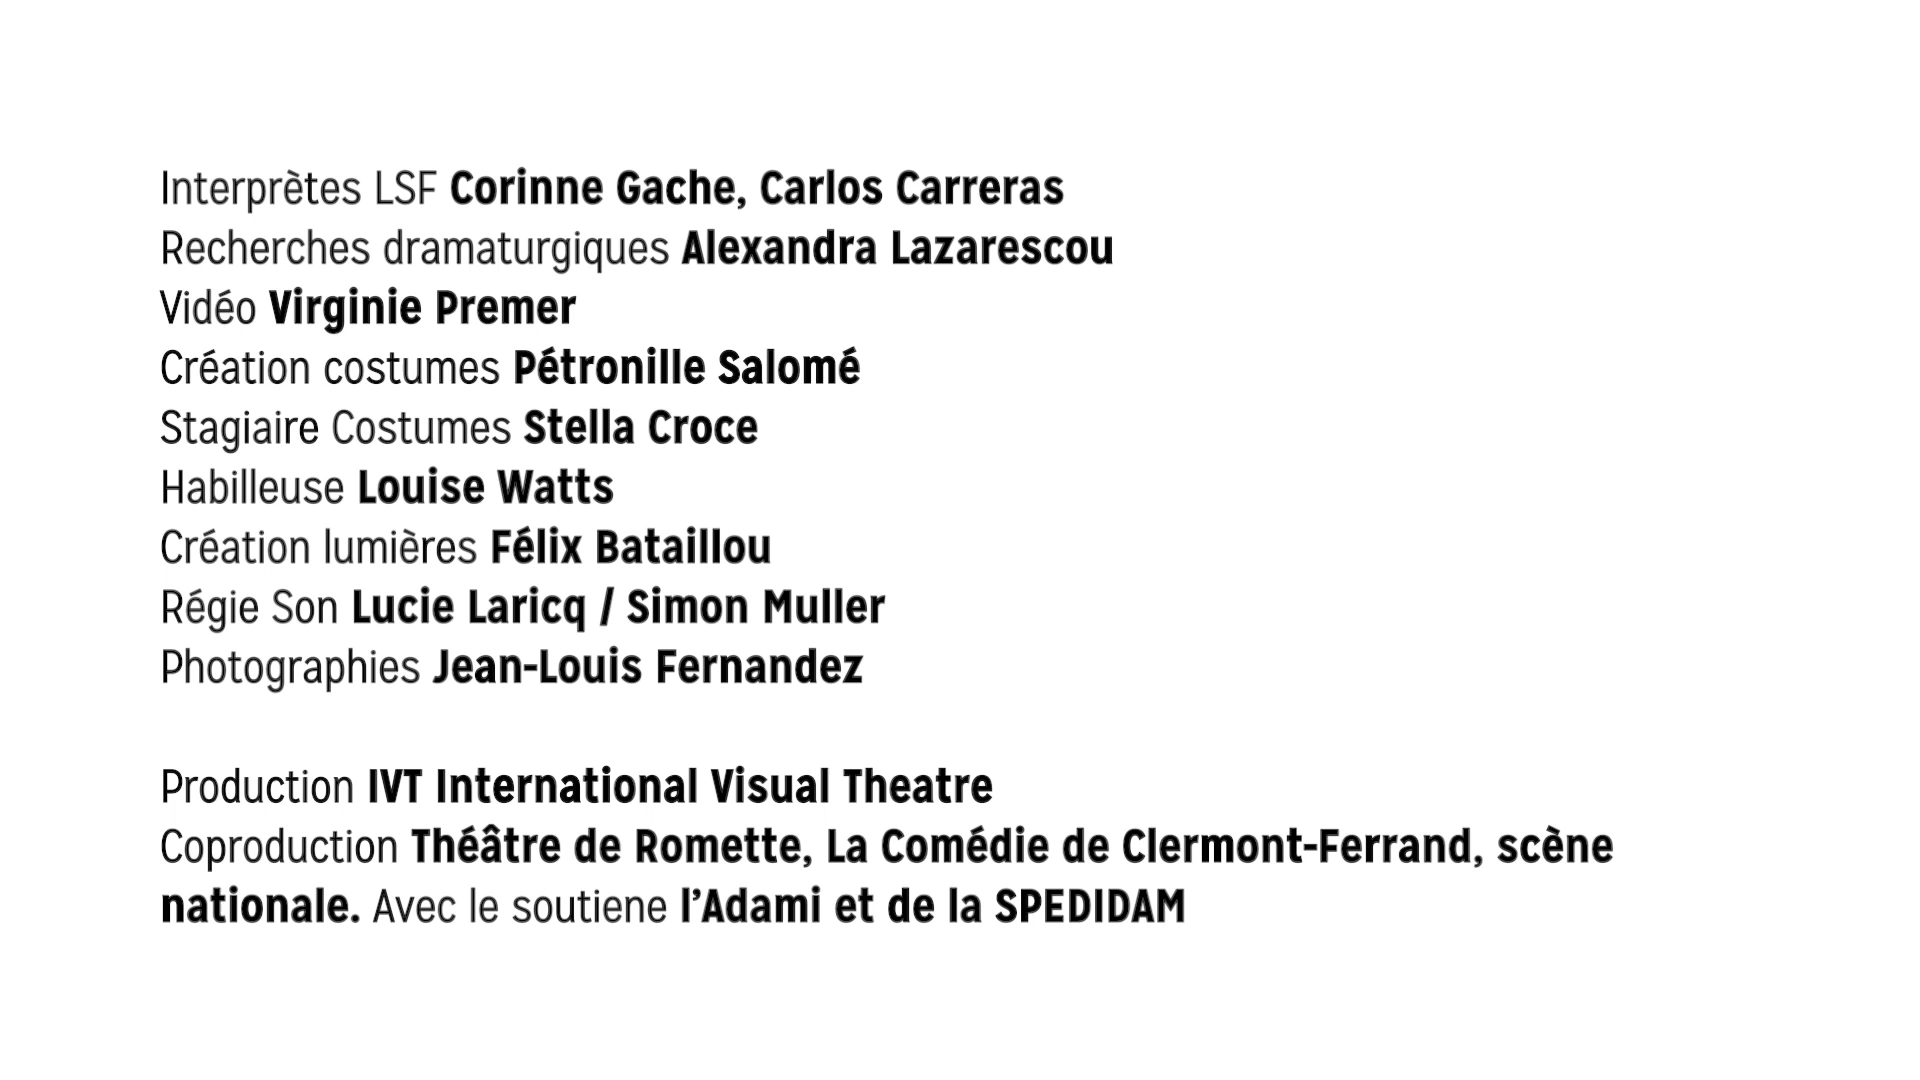 Interprètes LSF Corinne Gache, Carlos Carreras
Recherches dramaturgiques Alexandra Lazarescou
Vidéo Virginie Premer
Création costumes Pétronille Salomé
Stagiaire Costumes Stella Croce
Habilleuse Louise Watts
Création lumières Félix Bataillou
Régie Son Lucie Laricq / Simon Muller
Photographies Jean-Louis Fernandez
Production IVT International Visual Theatre
Coproduction Théâtre de Romette, La Comédie de Clermont-Ferrand, scène
nationale. Avec le soutiene l’Adami et de la SPEDIDAM